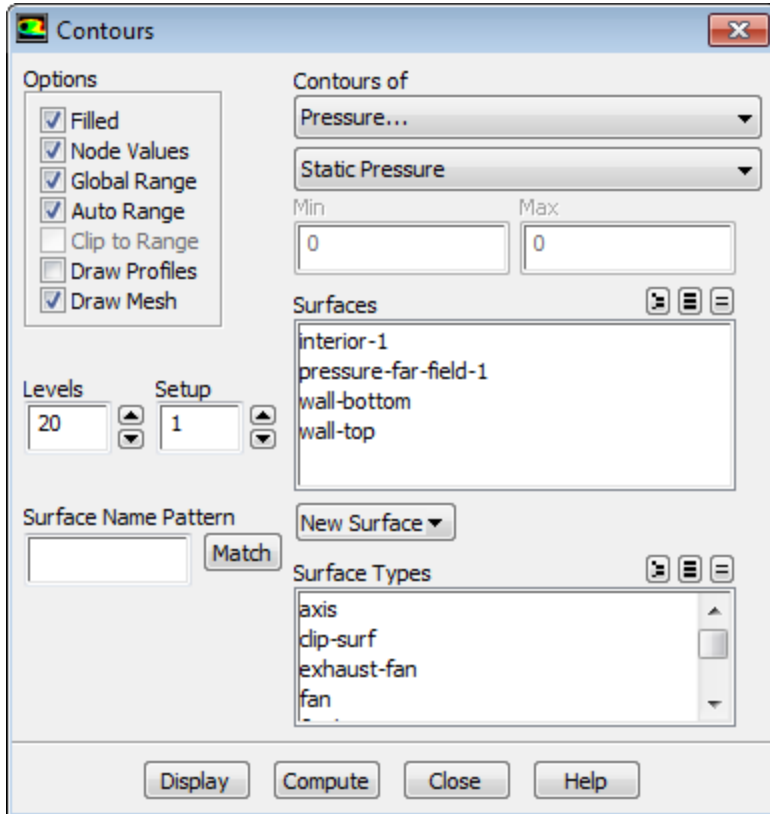 Contours
Options
Filled
Node Values
Global Range
Auto Range
Clip to Range
Draw Profiles
Draw Mesh
Levels Setup
20 1
Surface Name Pattern
Match
Contours of
Pressure...
Static Pressure
Min Max
0 0
Surfaces
interior-1
pressure-far-field-1
wall-bottom
wall-top
New Surface
Surface Types
axis
clip-surf
exhaust-fan
fan
Display Compute Close Help